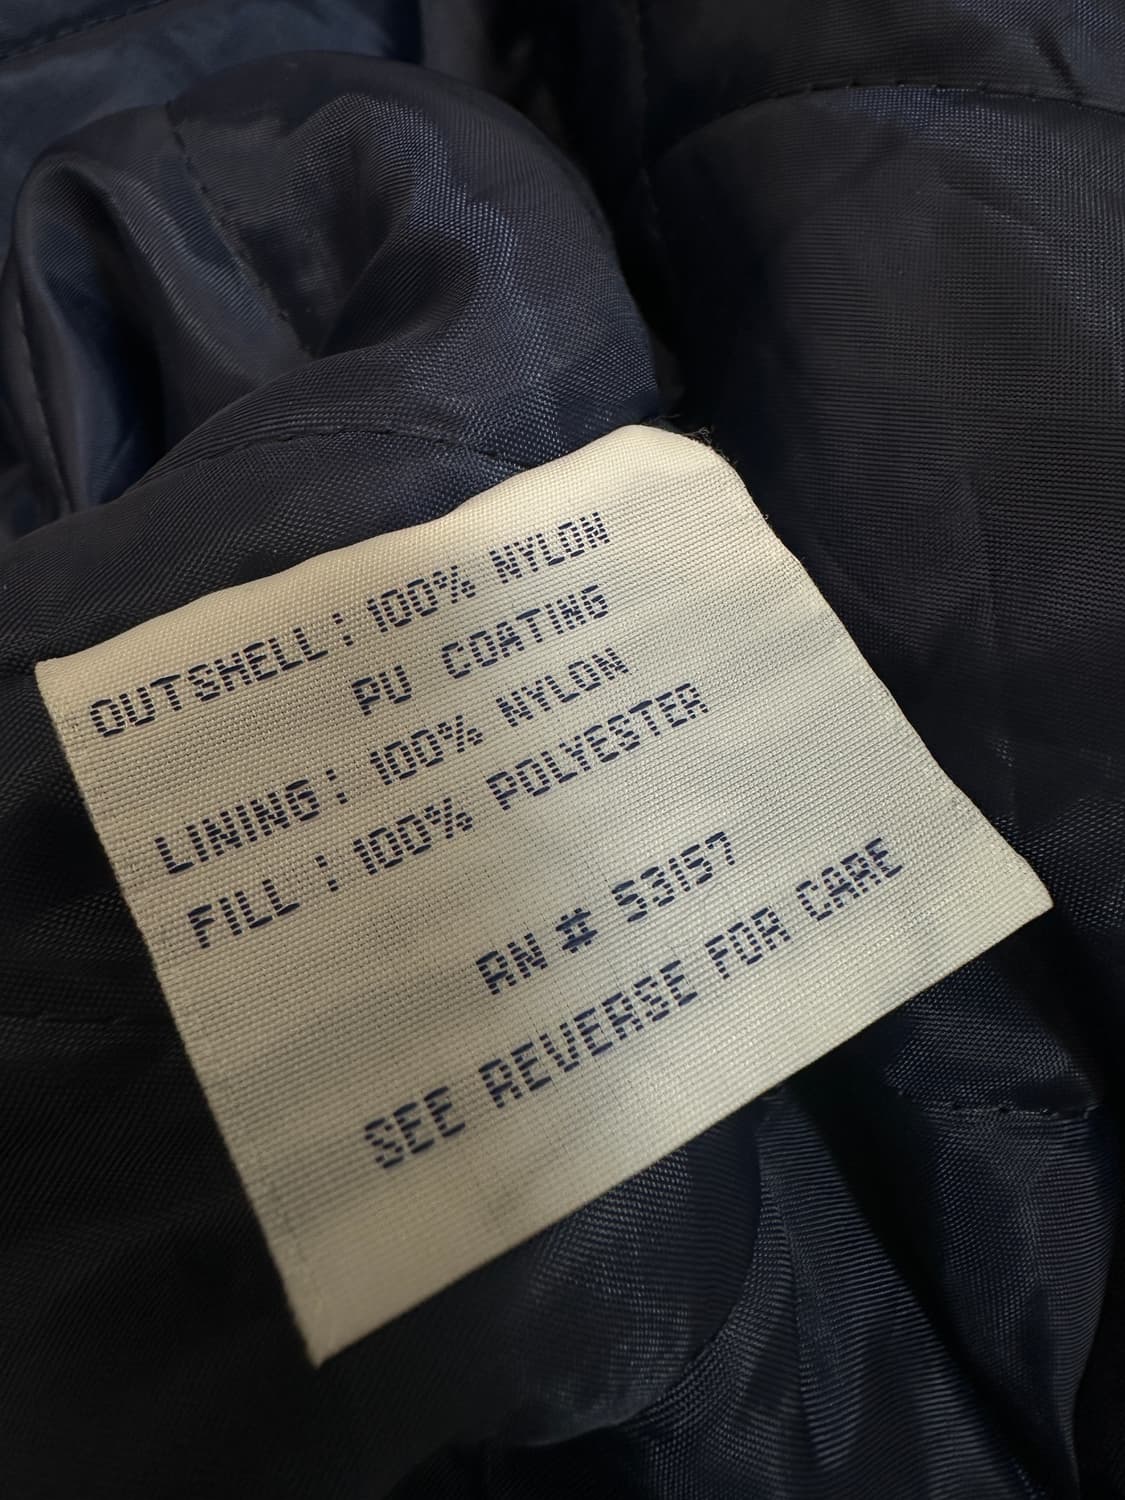 OUTSHELL: 100% NYLON
PU COATING
LINING: 100% NYLON
FILL : 100% POLYESTER
RN # 53157
SEE REVERSE FOR CARE